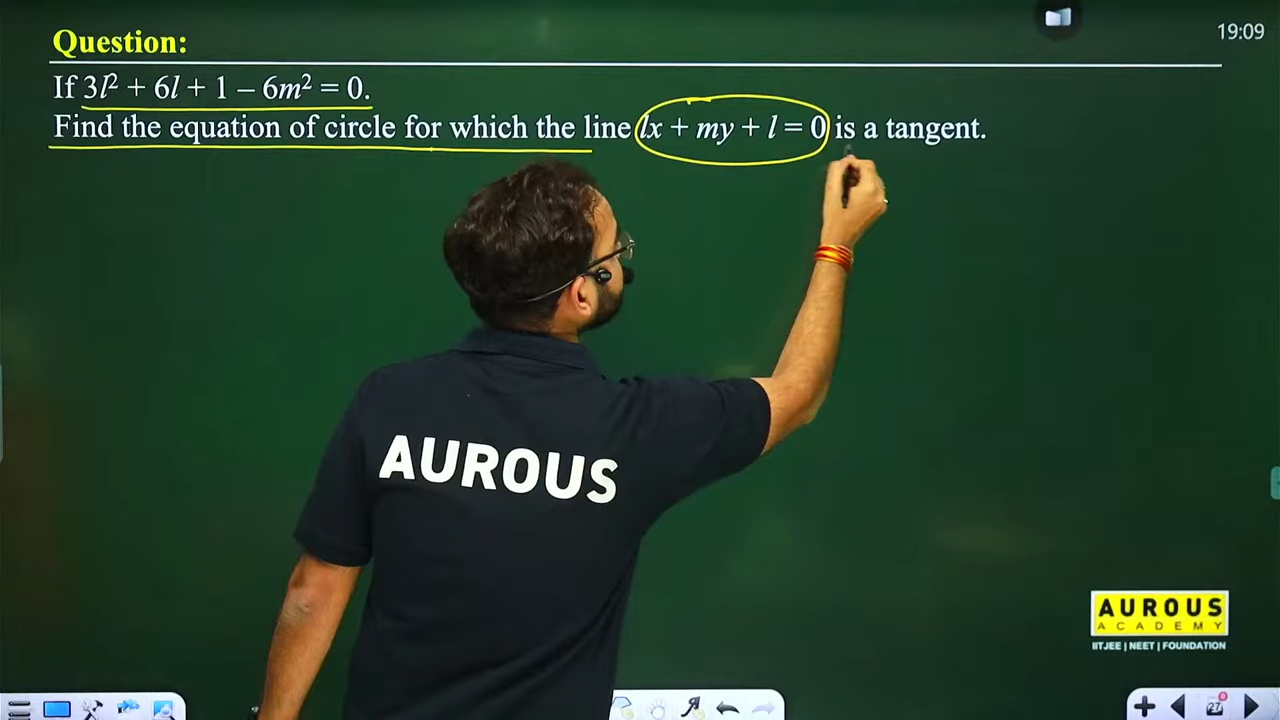 19:09
Question:
If 3l² + 6l + 1 – 6m² = 0.
Find the equation of circle for which the line lx + my + l = 0 is a tangent.
AUROUS
AUROUS
ACADEMY
IITJEE | NEET | FOUNDATION
27